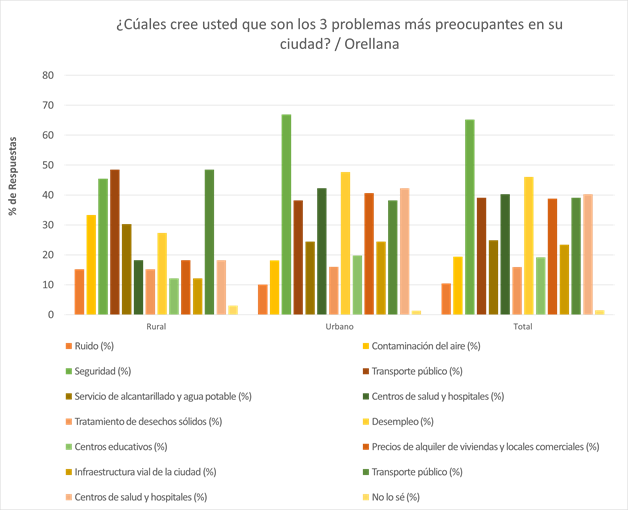 ¿Cúales cree usted que son los 3 problemas más preocupantes en su
ciudad? / Orellana
% de Respuestas
80
70
60
50
40
30
20
10
0
Rural Urbano Total
Ruido (%) Contaminación del aire (%)
Seguridad (%) Transporte público (%)
Servicio de alcantarillado y agua potable (%) Centros de salud y hospitales (%)
Tratamiento de desechos sólidos (%) Desempleo (%)
Centros educativos (%) Precios de alquiler de viviendas y locales comerciales (%)
Infraestructura vial de la ciudad (%) Transporte público (%)
Centros de salud y hospitales (%) No lo sé (%)